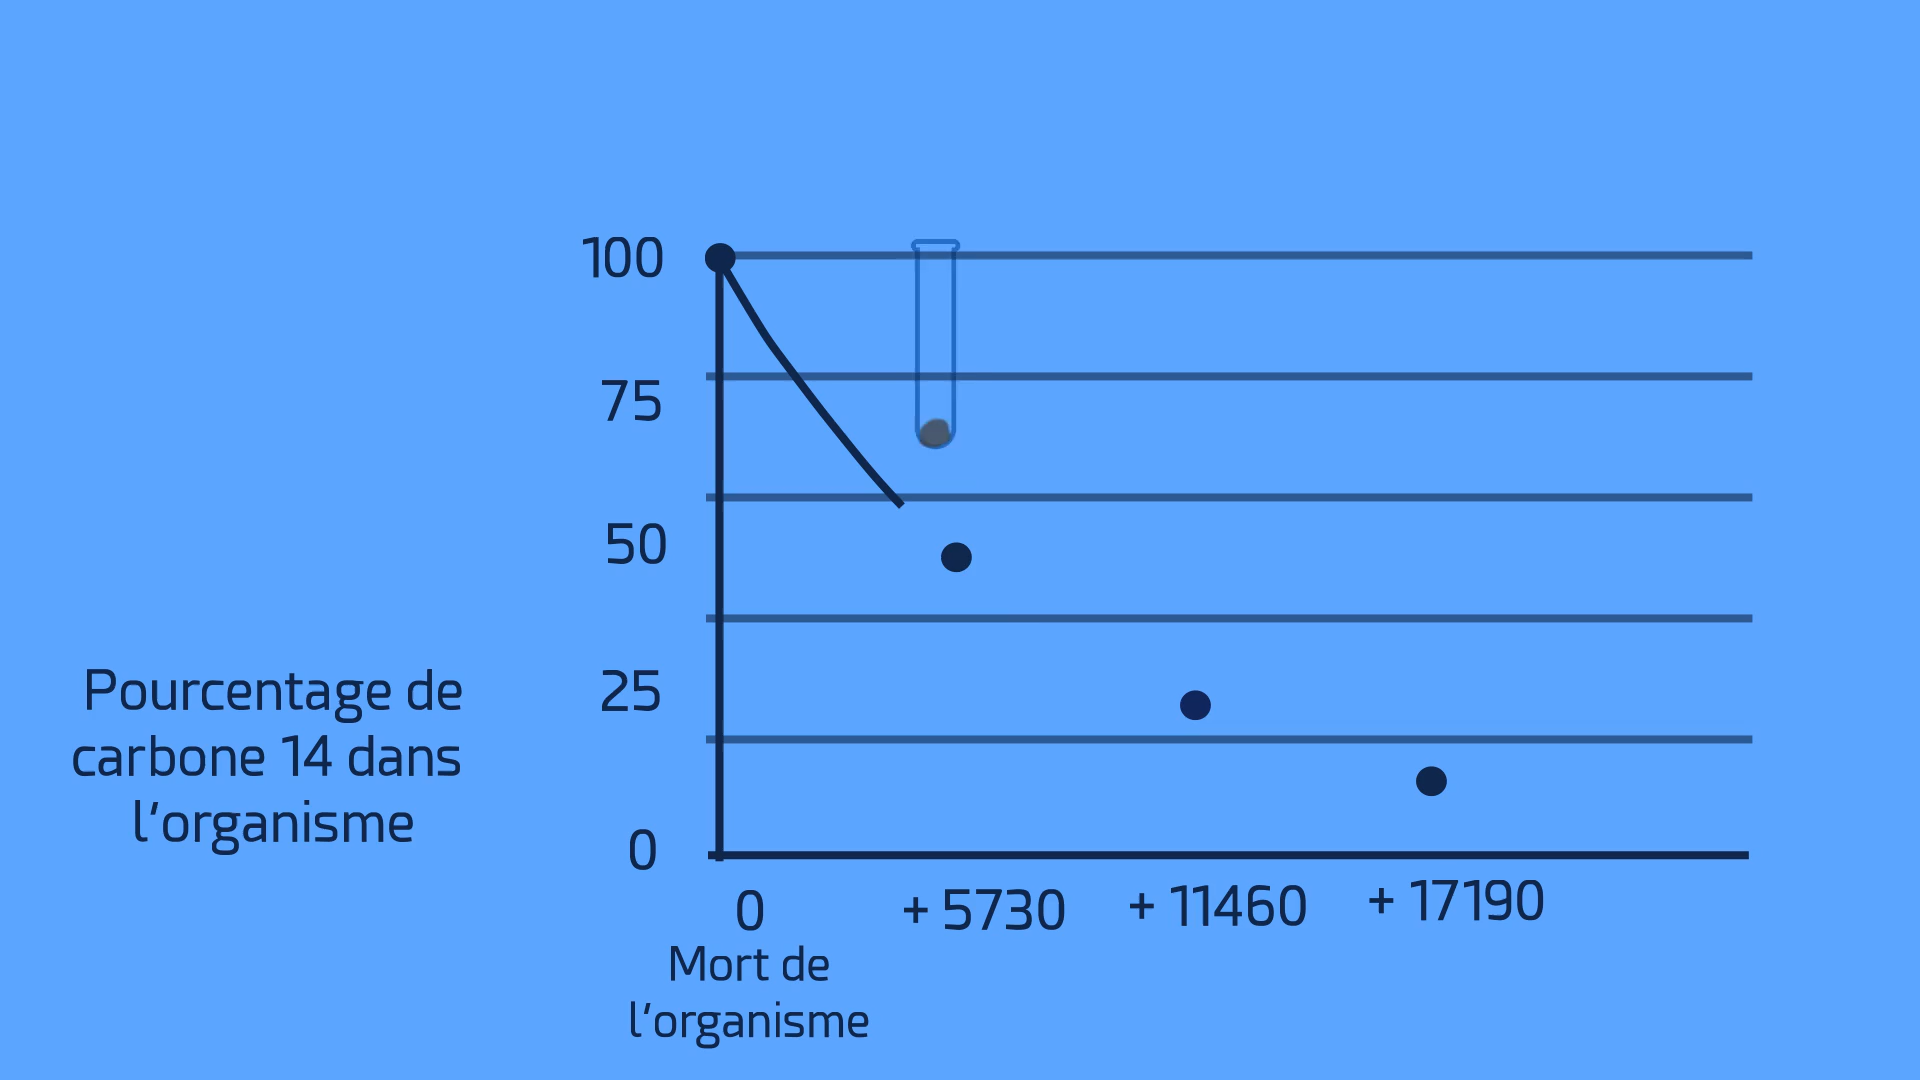 100
75
50
25
0
Pourcentage de
carbone 14 dans
l'organisme
0
+ 5730
+ 11460
+ 17190
Mort de
l'organisme